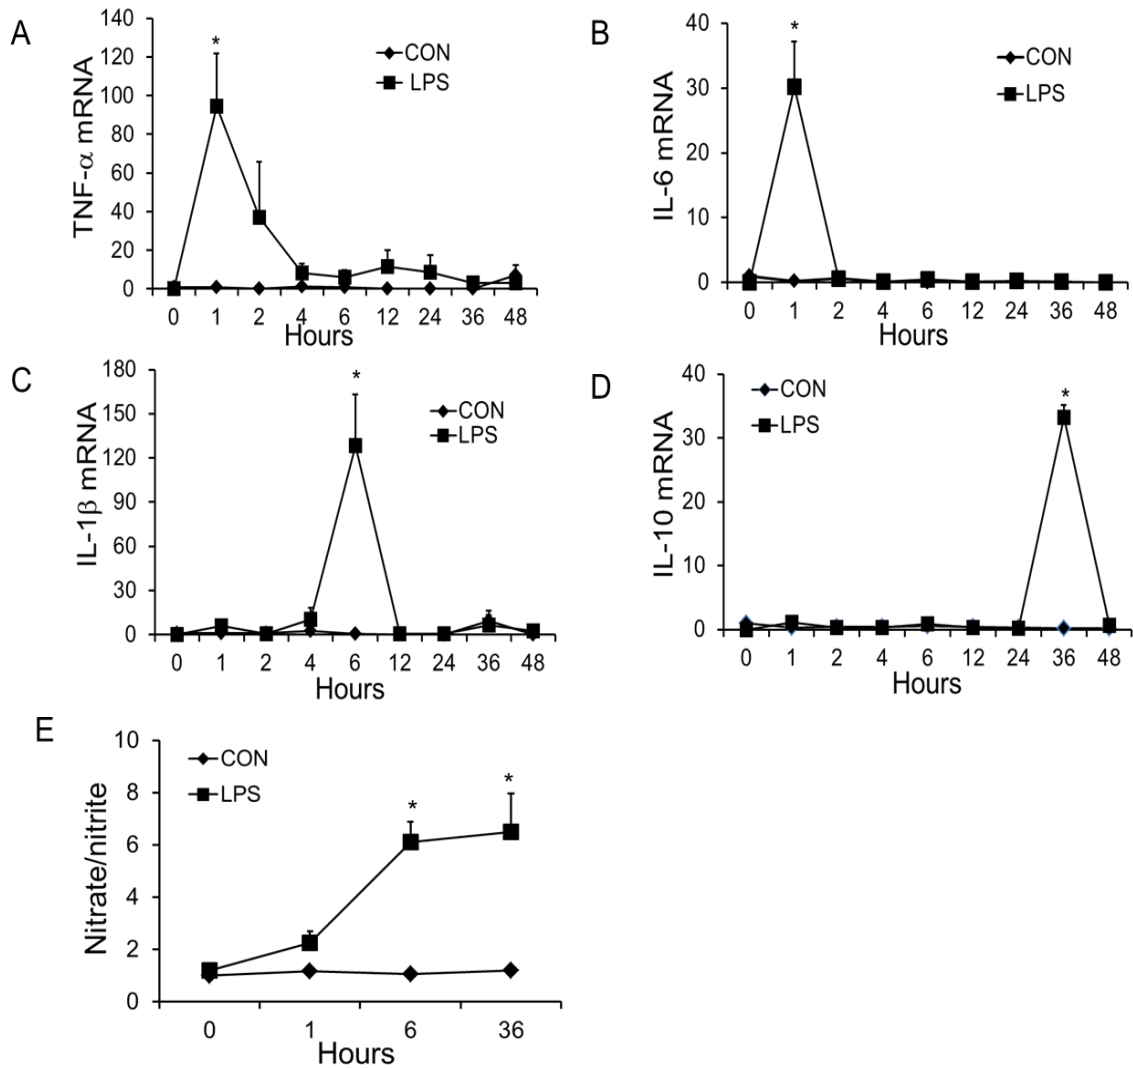 A
TNF-α mRNA
140
120
100
80
60
40
20
0
*
CON
LPS
0 1 2 4 6 12 24 36 48
Hours
B
IL-6 mRNA
40
30
20
10
0
*
CON
LPS
0 1 2 4 6 12 24 36 48
Hours
C
IL-1β mRNA
180
150
120
90
60
30
0
*
CON
LPS
0 1 2 4 6 12 24 36 48
Hours
D
IL-10 mRNA
40
30
20
10
0
CON
LPS
*
0 1 2 4 6 12 24 36 48
Hours
E
Nitrate/nitrite
10
8
6
4
2
0
CON
LPS
*
*
0 1 6 36
Hours